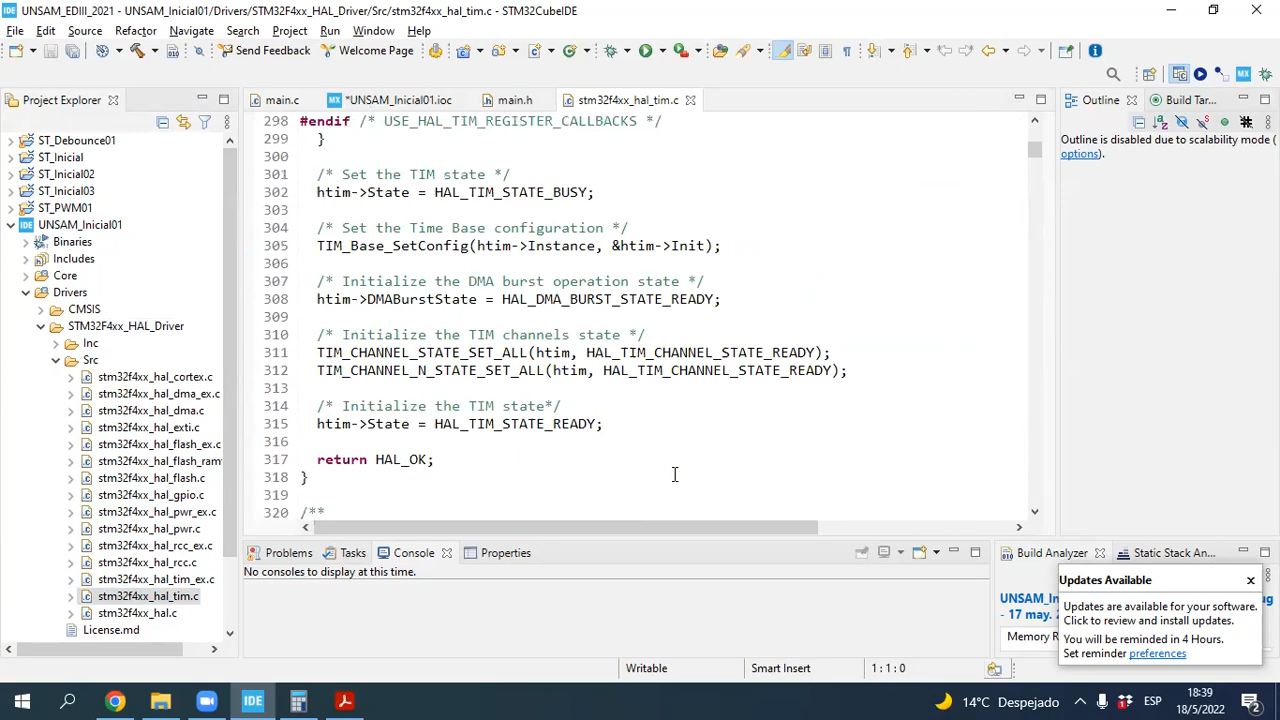 IDE UNSAM_EDIII_2021 - UNSAM_Inicial01/Drivers/STM32F4xx_HAL_Driver/Src/stm32f4xx_hal_tim.c - STM32CubeIDE
File Edit Source Refactor Navigate Search Project Run Window Help
Send Feedback Welcome Page
Project Explorer
main.c
MX *UNSAM_Inicial01.ioc
main.h
stm32f4xx_hal_tim.c
Outline
Build Tar...
Outline is disabled due to scalability mode (
options).
ST_Debounce01
ST_Inicial
ST_Inicial02
ST_Inicial03
ST_PWM01
IDE UNSAM_Inicial01
Binaries
Includes
Core
Drivers
CMSIS
STM32F4xx_HAL_Driver
Inc
Src
stm32f4xx_hal_cortex.c
stm32f4xx_hal_dma_ex.c
stm32f4xx_hal_dma.c
stm32f4xx_hal_exti.c
stm32f4xx_hal_flash_ex.c
stm32f4xx_hal_flash_ram
stm32f4xx_hal_flash.c
stm32f4xx_hal_gpio.c
stm32f4xx_hal_pwr_ex.c
stm32f4xx_hal_pwr.c
stm32f4xx_hal_rcc_ex.c
stm32f4xx_hal_rcc.c
stm32f4xx_hal_tim_ex.c
stm32f4xx_hal_tim.c
stm32f4xx_hal.c
License.md
298 #endif /* USE_HAL_TIM_REGISTER_CALLBACKS */
299 }
300
301 /* Set the TIM state */
302 htim->State = HAL_TIM_STATE_BUSY;
303
304 /* Set the Time Base configuration */
305 TIM_Base_SetConfig(htim->Instance, &htim->Init);
306
307 /* Initialize the DMA burst operation state */
308 htim->DMABurstState = HAL_DMA_BURST_STATE_READY;
309
310 /* Initialize the TIM channels state */
311 TIM_CHANNEL_STATE_SET_ALL(htim, HAL_TIM_CHANNEL_STATE_READY);
312 TIM_CHANNEL_N_STATE_SET_ALL(htim, HAL_TIM_CHANNEL_STATE_READY);
313
314 /* Initialize the TIM state*/
315 htim->State = HAL_TIM_STATE_READY;
316
317 return HAL_OK;
318 }
319
320 /**
Problems Tasks Console Properties
No consoles to display at this time.
Build Analyzer
Static Stack An...
UNSAM_In
ug
- 17 may. 2
Memory R
Updates Available
Updates are available for your software.
Click to review and install updates.
You will be reminded in 4 Hours.
Set reminder preferences
Writable
Smart Insert
1 : 1 : 0
IDE
14°C Despejado
ESP
18:39
18/5/2022
2